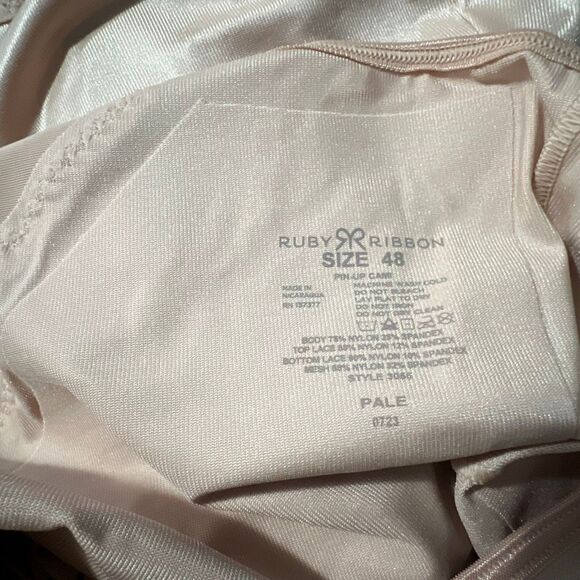 RUBY RIBBON
SIZE 48
PIN-UP CAMI
MADE IN
NICARAGUA
RN 137377
MACHINE WASH COLD
DO NOT BLEACH
LAY FLAT TO DRY
DO NOT IRON
DO NOT DRY CLEAN
BODY 75% NYLON 25% SPANDEX
TOP LACE 88% NYLON 12% SPANDEX
BOTTOM LACE 90% NYLON 10% SPANDEX
MESH 68% NYLON 32% SPANDEX
STYLE
PALE
0723